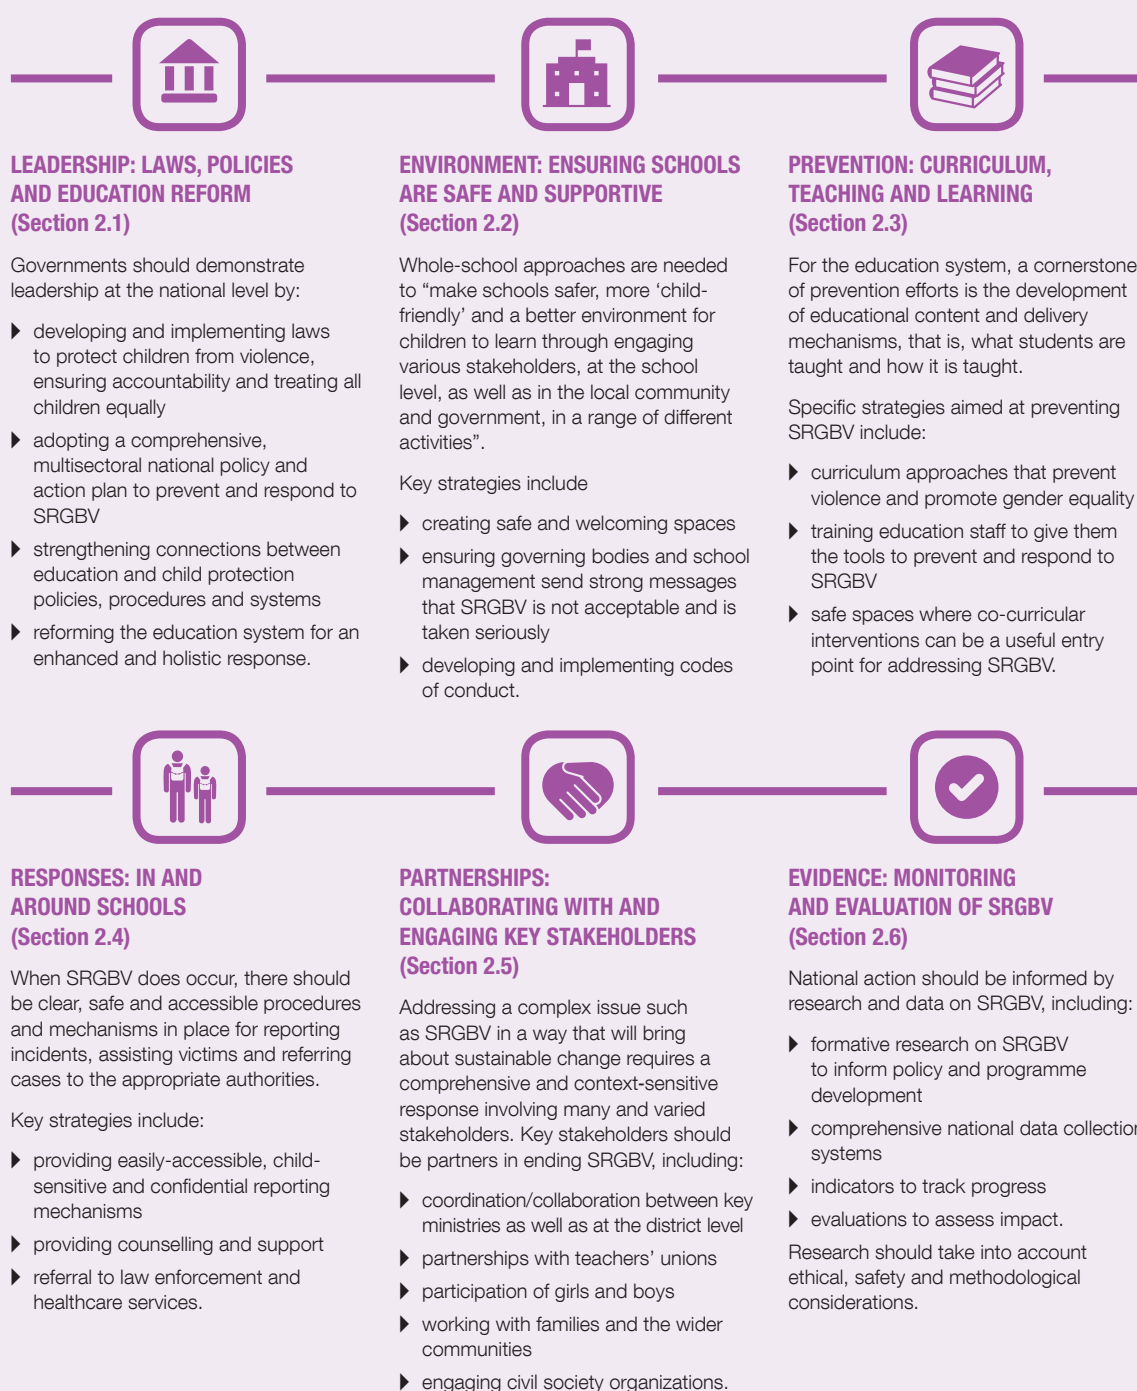 LEADERSHIP: LAWS, POLICIES
AND EDUCATION REFORM
(Section 2.1)
Governments should demonstrate
leadership at the national level by:
developing and implementing laws
to protect children from violence,
ensuring accountability and treating all
children equally
adopting a comprehensive,
multisectoral national policy and
action plan to prevent and respond to
SRGBV
strengthening connections between
education and child protection
policies, procedures and systems
reforming the education system for an
enhanced and holistic response.
ENVIRONMENT: ENSURING SCHOOLS
ARE SAFE AND SUPPORTIVE
(Section 2.2)
Whole-school approaches are needed
to “make schools safer, more ‘child-
friendly’ and a better environment for
children to learn through engaging
various stakeholders, at the school
level, as well as in the local community
and government, in a range of different
activities”.
Key strategies include
creating safe and welcoming spaces
ensuring governing bodies and school
management send strong messages
that SRGBV is not acceptable and is
taken seriously
developing and implementing codes
of conduct.
PREVENTION: CURRICULUM,
TEACHING AND LEARNING
(Section 2.3)
For the education system, a cornerstone
of prevention efforts is the development
of educational content and delivery
mechanisms, that is, what students are
taught and how it is taught.
Specific strategies aimed at preventing
SRGBV include:
curriculum approaches that prevent
violence and promote gender equality
training education staff to give them
the tools to prevent and respond to
SRGBV
safe spaces where co-curricular
interventions can be a useful entry
point for addressing SRGBV.
RESPONSES: IN AND
AROUND SCHOOLS
(Section 2.4)
When SRGBV does occur, there should
be clear, safe and accessible procedures
and mechanisms in place for reporting
incidents, assisting victims and referring
cases to the appropriate authorities.
Key strategies include:
providing easily-accessible, child-
sensitive and confidential reporting
mechanisms
providing counselling and support
referral to law enforcement and
healthcare services.
PARTNERSHIPS:
COLLABORATING WITH AND
ENGAGING KEY STAKEHOLDERS
(Section 2.5)
Addressing a complex issue such
as SRGBV in a way that will bring
about sustainable change requires a
comprehensive and context-sensitive
response involving many and varied
stakeholders. Key stakeholders should
be partners in ending SRGBV, including:
coordination/collaboration between key
ministries as well as at the district level
partnerships with teachers’ unions
participation of girls and boys
working with families and the wider
communities
engaging civil society organizations.
EVIDENCE: MONITORING
AND EVALUATION OF SRGBV
(Section 2.6)
National action should be informed by
research and data on SRGBV, including:
formative research on SRGBV
to inform policy and programme
development
comprehensive national data collection
systems
indicators to track progress
evaluations to assess impact.
Research should take into account
ethical, safety and methodological
considerations.